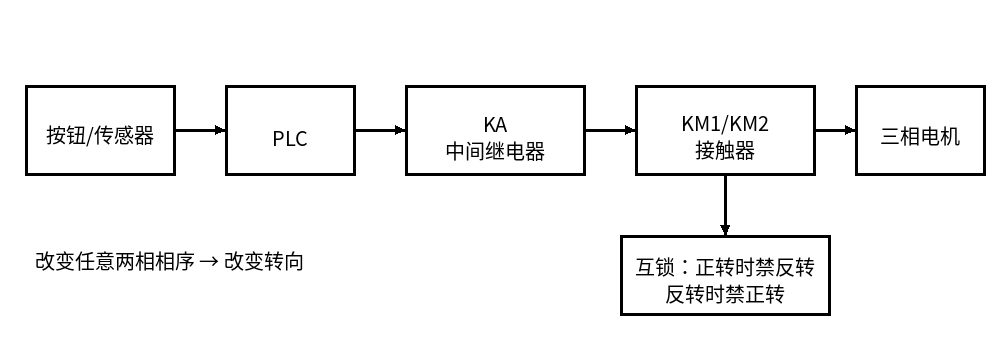 按钮/传感器
PLC
KA
中间继电器
KM1/KM2
接触器
三相电机
改变任意两相相序 → 改变转向
互锁：正转时禁反转
反转时禁正转